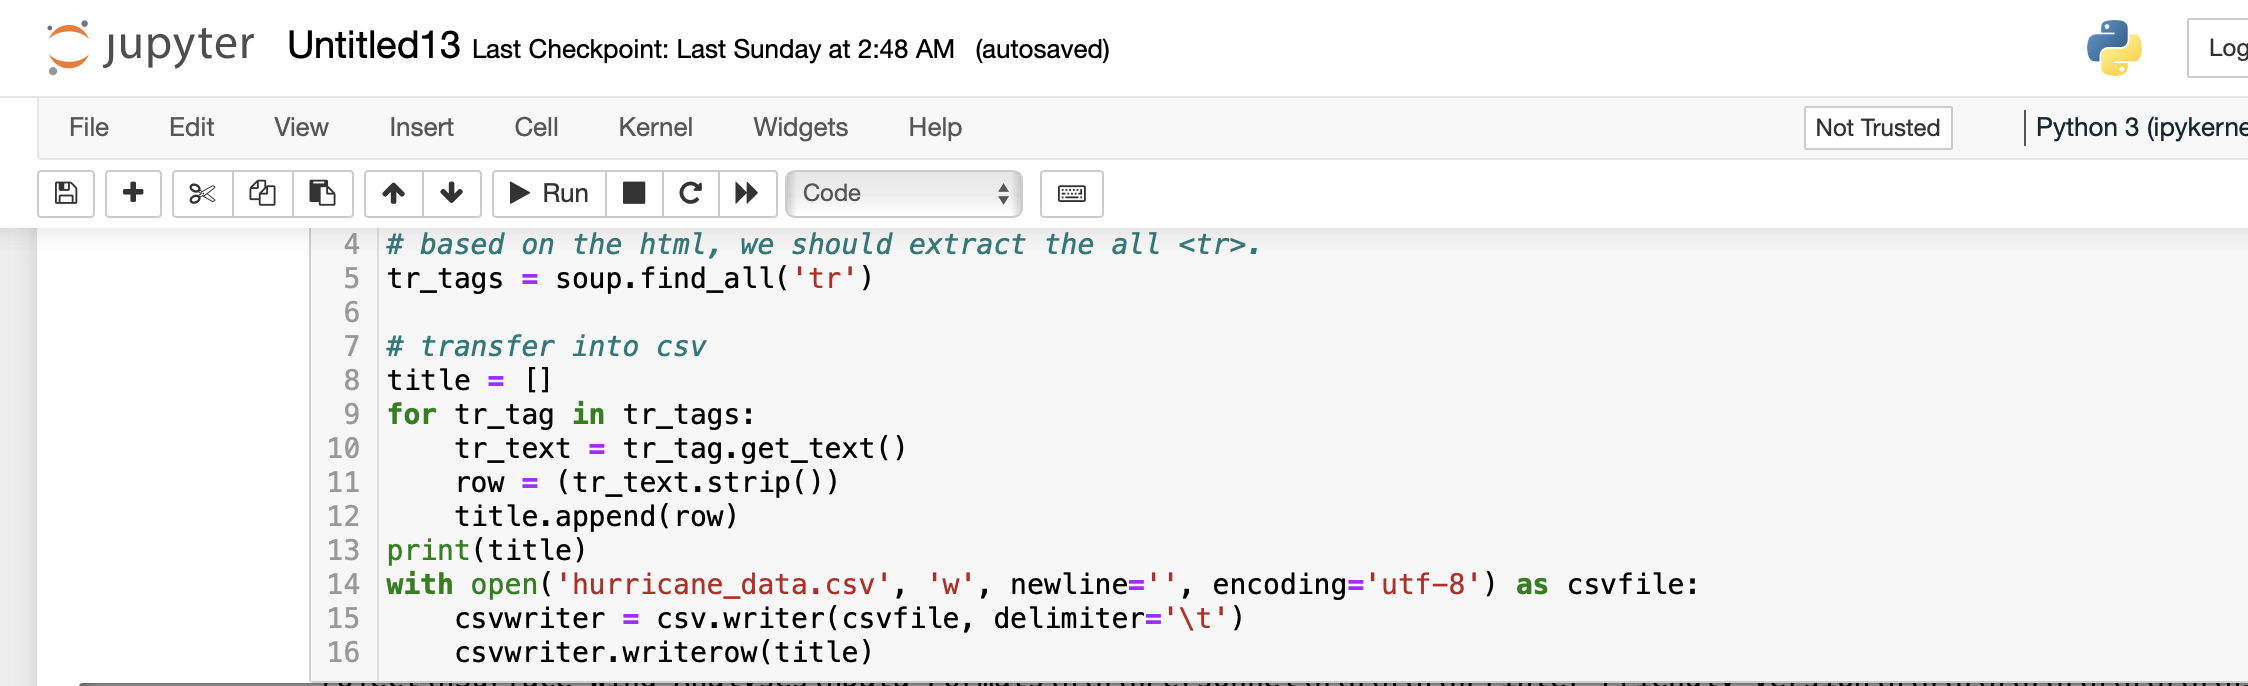 jupyter Untitled13 Last Checkpoint: Last Sunday at 2:48 AM (autosaved)
Log
File Edit View Insert Cell Kernel Widgets Help Not Trusted Python 3 (ipykerne
Run Code
4 # based on the html, we should extract the all <tr>.
5 tr_tags = soup.find_all('tr')
6
7 # transfer into csv
8 title = []
9 for tr_tag in tr_tags:
10     tr_text = tr_tag.get_text()
11     row = (tr_text.strip())
12     title.append(row)
13 print(title)
14 with open('hurricane_data.csv', 'w', newline='', encoding='utf-8') as csvfile:
15     csvwriter = csv.writer(csvfile, delimiter='\t')
16     csvwriter.writerow(title)